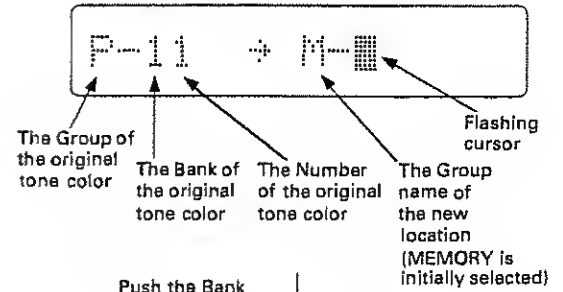 P-11 → M-
Flashing
cursor
The Group of
the original
tone color
The Bank of
the original
tone color
The Number
of the original
tone color
The Group
name of
the new
location
(MEMORY is
initially selected)
Push the Bank